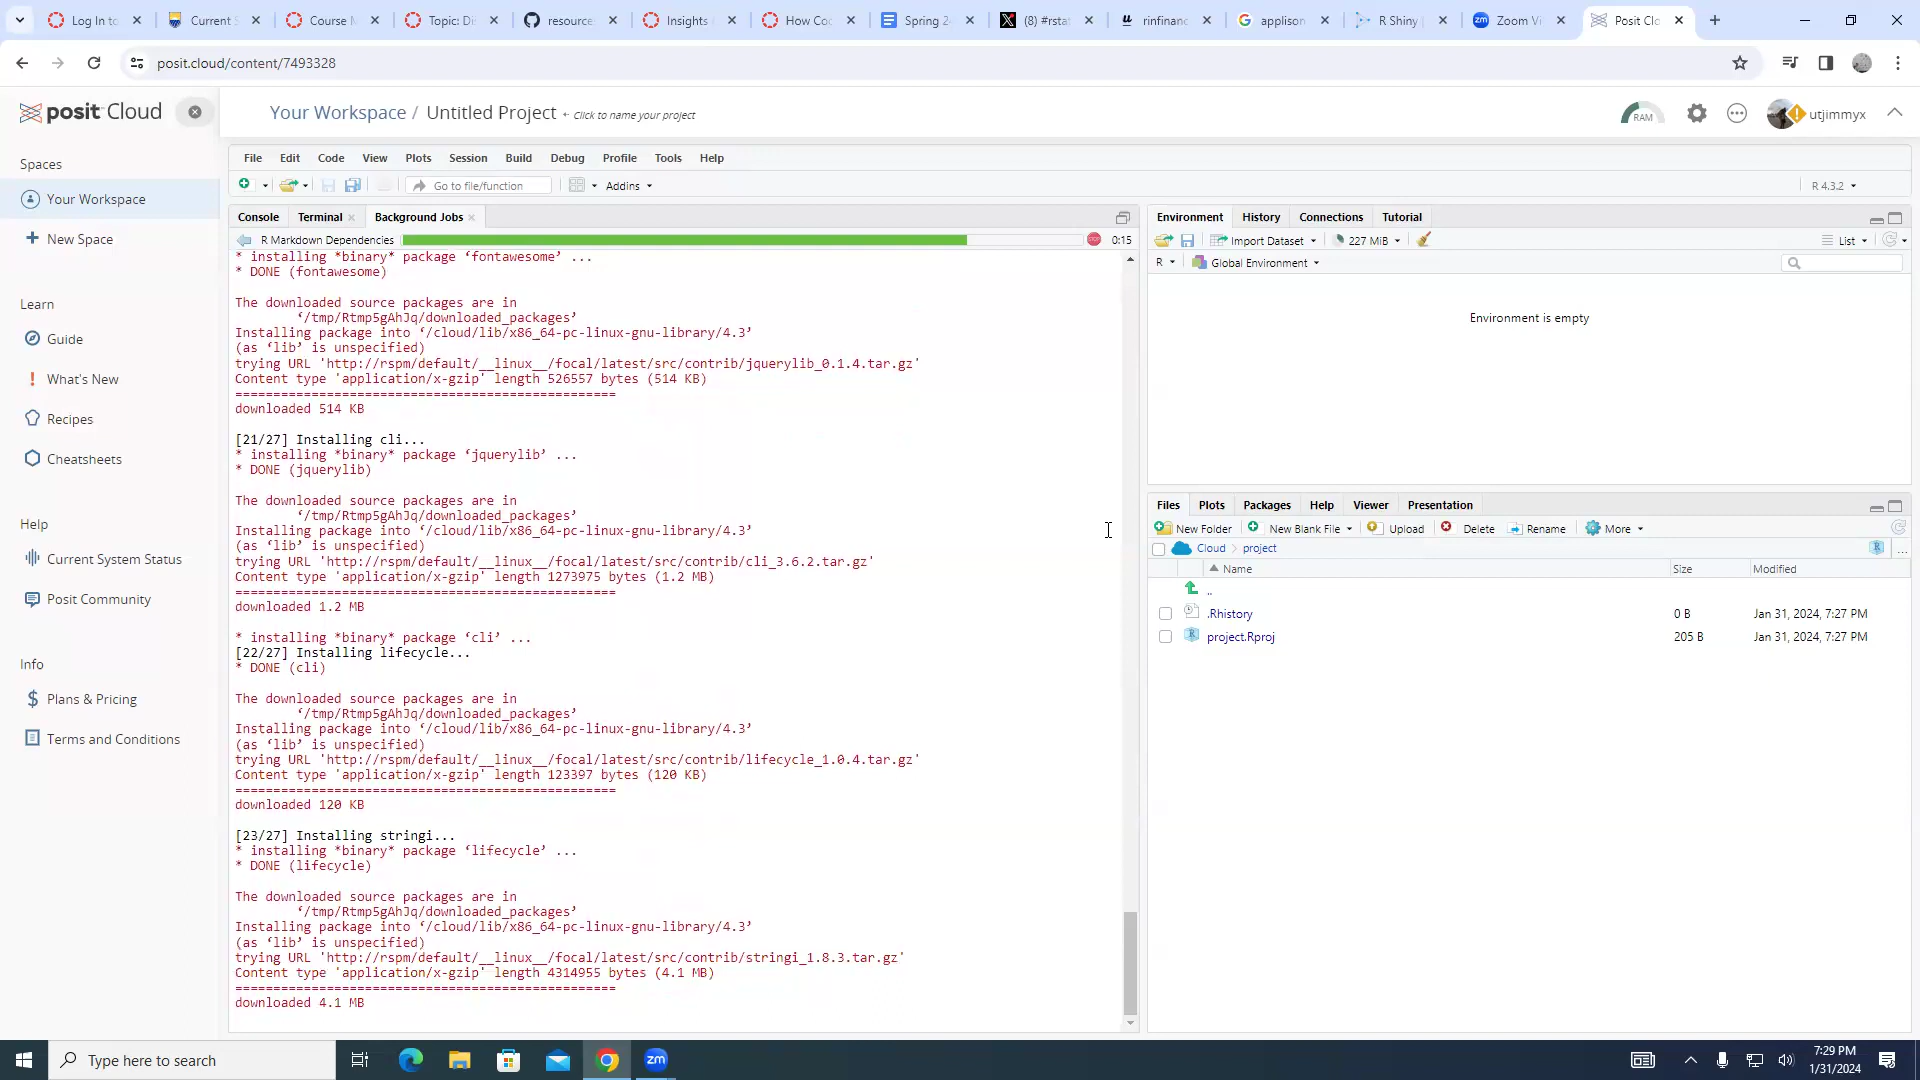 Log In to
Current S
Course M
Topic: Di
resource
Insights
How Coo
Spring 24
(8) #rsta
rinfinanc
applison
R Shiny
Zoom Vi
Posit Clo
posit.cloud/content/7493328
posit Cloud
Your Workspace / Untitled Project ← Click to name your project
RAM
utjimmyx
Spaces
Your Workspace
New Space
Learn
Guide
What's New
Recipes
Cheatsheets
Help
Current System Status
Posit Community
Info
Plans & Pricing
Terms and Conditions
File Edit Code View Plots Session Build Debug Profile Tools Help
Go to file/function
Addins
R 4.3.2
Console Terminal Background Jobs
R Markdown Dependencies
STOP
0:15
* installing *binary* package ‘fontawesome’ ...
* DONE (fontawesome)
The downloaded source packages are in
‘/tmp/Rtmp5gAhJq/downloaded_packages’
Installing package into ‘/cloud/lib/x86_64-pc-linux-gnu-library/4.3’
(as ‘lib’ is unspecified)
trying URL 'http://rspm/default/__linux__/focal/latest/src/contrib/jquerylib_0.1.4.tar.gz'
Content type 'application/x-gzip' length 526557 bytes (514 KB)
==================================================
downloaded 514 KB
[21/27] Installing cli...
* installing *binary* package ‘jquerylib’ ...
* DONE (jquerylib)
The downloaded source packages are in
‘/tmp/Rtmp5gAhJq/downloaded_packages’
Installing package into ‘/cloud/lib/x86_64-pc-linux-gnu-library/4.3’
(as ‘lib’ is unspecified)
trying URL 'http://rspm/default/__linux__/focal/latest/src/contrib/cli_3.6.2.tar.gz'
Content type 'application/x-gzip' length 1273975 bytes (1.2 MB)
==================================================
downloaded 1.2 MB
* installing *binary* package ‘cli’ ...
[22/27] Installing lifecycle...
* DONE (cli)
The downloaded source packages are in
‘/tmp/Rtmp5gAhJq/downloaded_packages’
Installing package into ‘/cloud/lib/x86_64-pc-linux-gnu-library/4.3’
(as ‘lib’ is unspecified)
trying URL 'http://rspm/default/__linux__/focal/latest/src/contrib/lifecycle_1.0.4.tar.gz'
Content type 'application/x-gzip' length 123397 bytes (120 KB)
==================================================
downloaded 120 KB
[23/27] Installing stringi...
* installing *binary* package ‘lifecycle’ ...
* DONE (lifecycle)
The downloaded source packages are in
‘/tmp/Rtmp5gAhJq/downloaded_packages’
Installing package into ‘/cloud/lib/x86_64-pc-linux-gnu-library/4.3’
(as ‘lib’ is unspecified)
trying URL 'http://rspm/default/__linux__/focal/latest/src/contrib/stringi_1.8.3.tar.gz'
Content type 'application/x-gzip' length 4314955 bytes (4.1 MB)
==================================================
downloaded 4.1 MB
Environment History Connections Tutorial
Import Dataset
227 MiB
List
R
Global Environment
Environment is empty
Files Plots Packages Help Viewer Presentation
New Folder New Blank File Upload Delete Rename More
Cloud project ...
Name Size Modified
..
.Rhistory 0 B Jan 31, 2024, 7:27 PM
project.Rproj 205 B Jan 31, 2024, 7:27 PM
Type here to search
zm
7:29 PM
1/31/2024